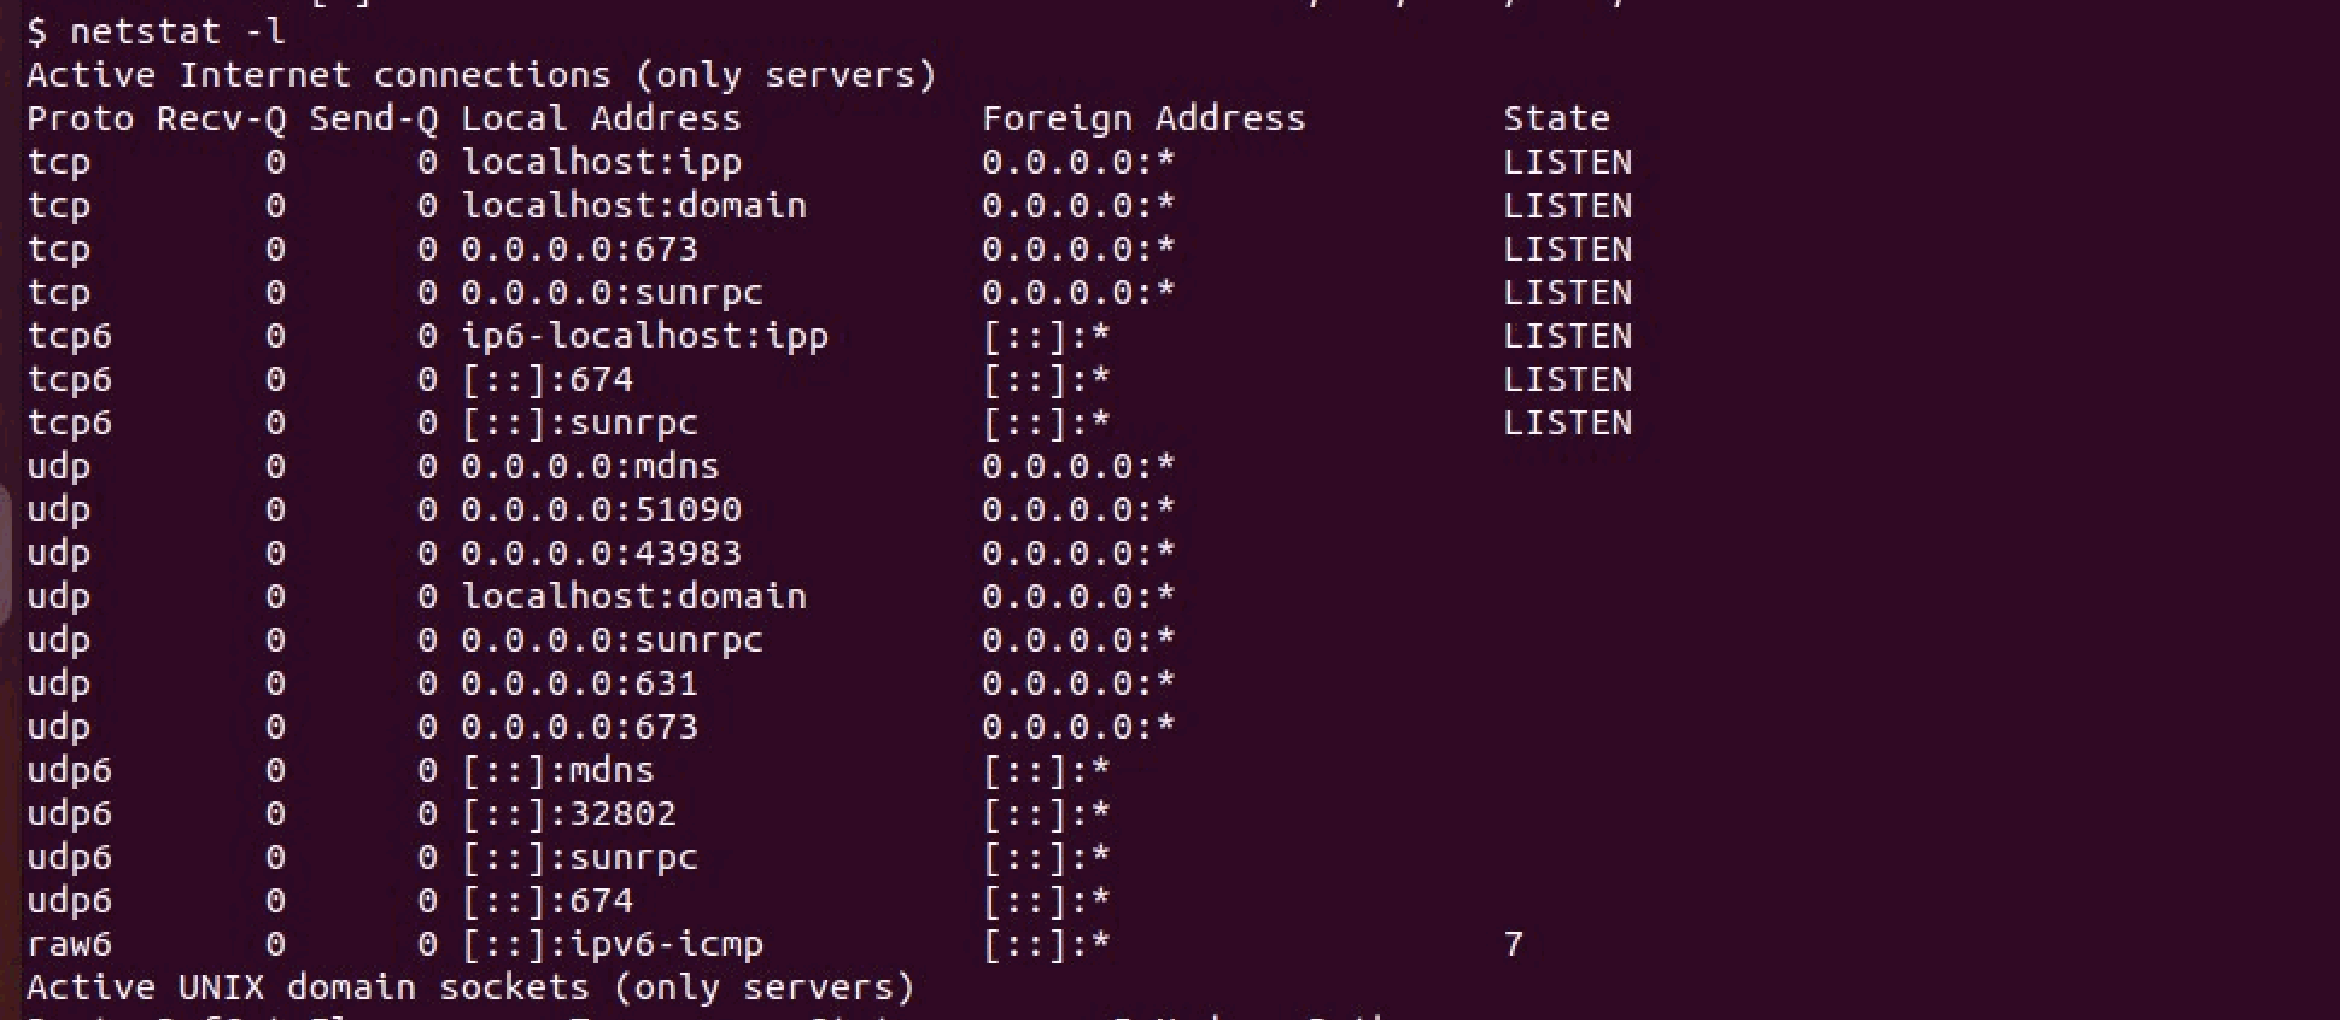 $ netstat -l
Active Internet connections (only servers)
Proto Recv-Q Send-Q Local Address           Foreign Address         State
tcp        0      0 localhost:ipp           0.0.0.0:*               LISTEN
tcp        0      0 localhost:domain        0.0.0.0:*               LISTEN
tcp        0      0 0.0.0.0:673             0.0.0.0:*               LISTEN
tcp        0      0 0.0.0.0:sunrpc          0.0.0.0:*               LISTEN
tcp6       0      0 ip6-localhost:ipp       [::]:*                  LISTEN
tcp6       0      0 [::]:674                [::]:*                  LISTEN
tcp6       0      0 [::]:sunrpc             [::]:*                  LISTEN
udp        0      0 0.0.0.0:mdns            0.0.0.0:*
udp        0      0 0.0.0.0:51090           0.0.0.0:*
udp        0      0 0.0.0.0:43983           0.0.0.0:*
udp        0      0 localhost:domain        0.0.0.0:*
udp        0      0 0.0.0.0:sunrpc          0.0.0.0:*
udp        0      0 0.0.0.0:631             0.0.0.0:*
udp        0      0 0.0.0.0:673             0.0.0.0:*
udp6       0      0 [::]:mdns               [::]:*
udp6       0      0 [::]:32802              [::]:*
udp6       0      0 [::]:sunrpc             [::]:*
udp6       0      0 [::]:674                [::]:*
raw6       0      0 [::]:ipv6-icmp          [::]:*                  7
Active UNIX domain sockets (only servers)